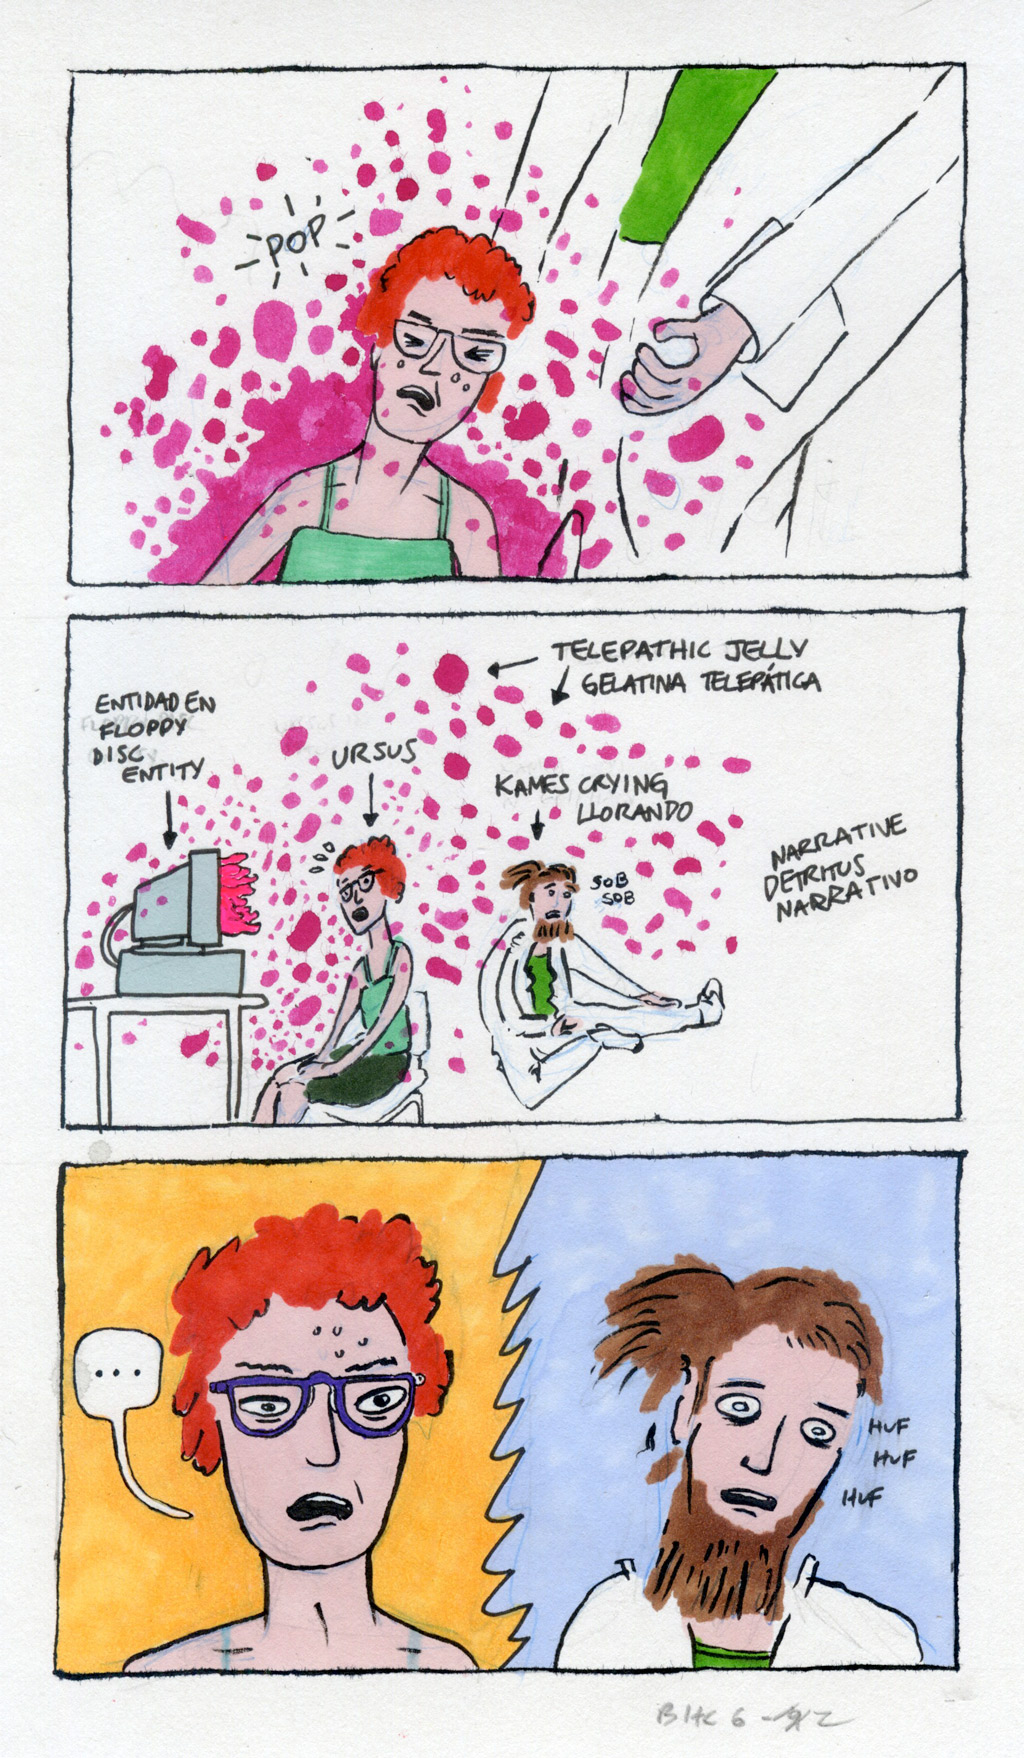 POP
TELEPATHIC JELLY
GELATINA TELEPÁTICA
ENTIDAD EN
FLOPPY
DISC
ENTITY
URSUS
KAMES CRYING
LLORANDO
SOB
SOB
NARRATIVE
DETRITUS
NARRATIVO
...
HUF
HUF
HUF